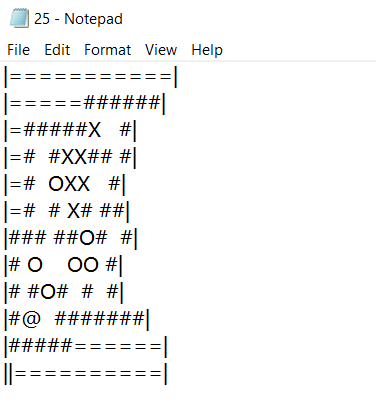 25 - Notepad
File Edit Format View Help
|===========|
|=====######|
|=#####X   #|
|=#  #XX## #|
|=#  OXX   #|
|=#  # X# ##|
|### ##O#  #|
|# O    OO #|
|# #O#  #  #|
|#@  #######|
|#####======|
||==========|